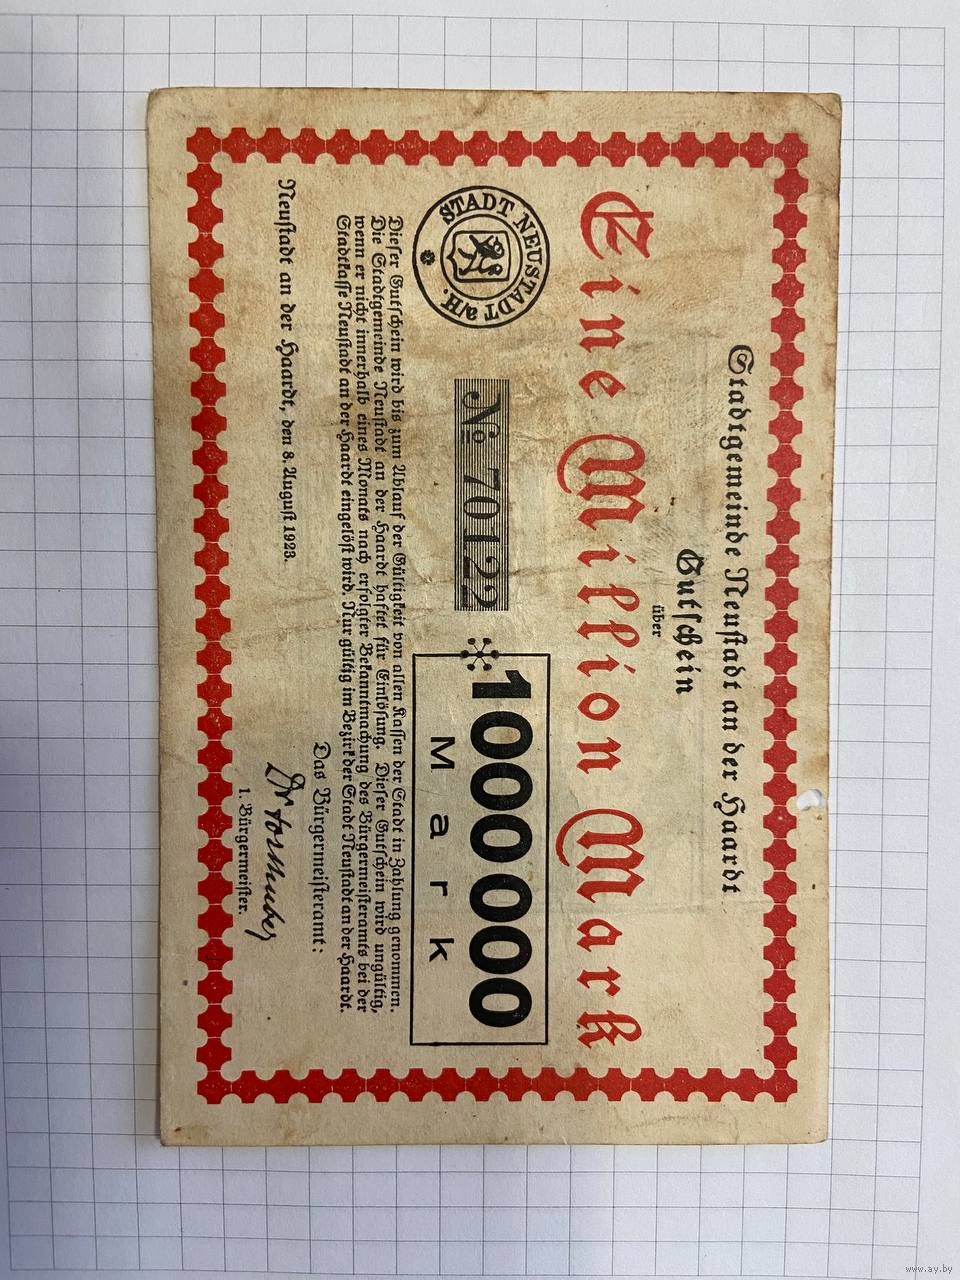 Stadtgemeinde Neustadt an der Haardt
Gutschein
über
Eine Million Mark
STADT NEUSTADT a/H.
№ 70122
1000000
Mark
Dieser Gutschein wird bis zum Ablauf der Gültigkeit von allen Kassen der Stadt in Zahlung genommen.
Die Stadtgemeinde Neustadt an der Haardt haftet für Einlösung. Dieser Gutschein wird ungültig,
wenn er nicht innerhalb eines Monats nach erfolgter Bekanntmachung des Bürgermeisteramts bei der
Stadtkasse Neustadt an der Haardt eingelöst wird. Nur gültig im Bezirk der Stadt Neustadt an der Haardt.
Neustadt an der Haardt, den 8. August 1923.
Das Bürgermeisteramt:
Dr
1. Bürgermeister.
www.ay.by